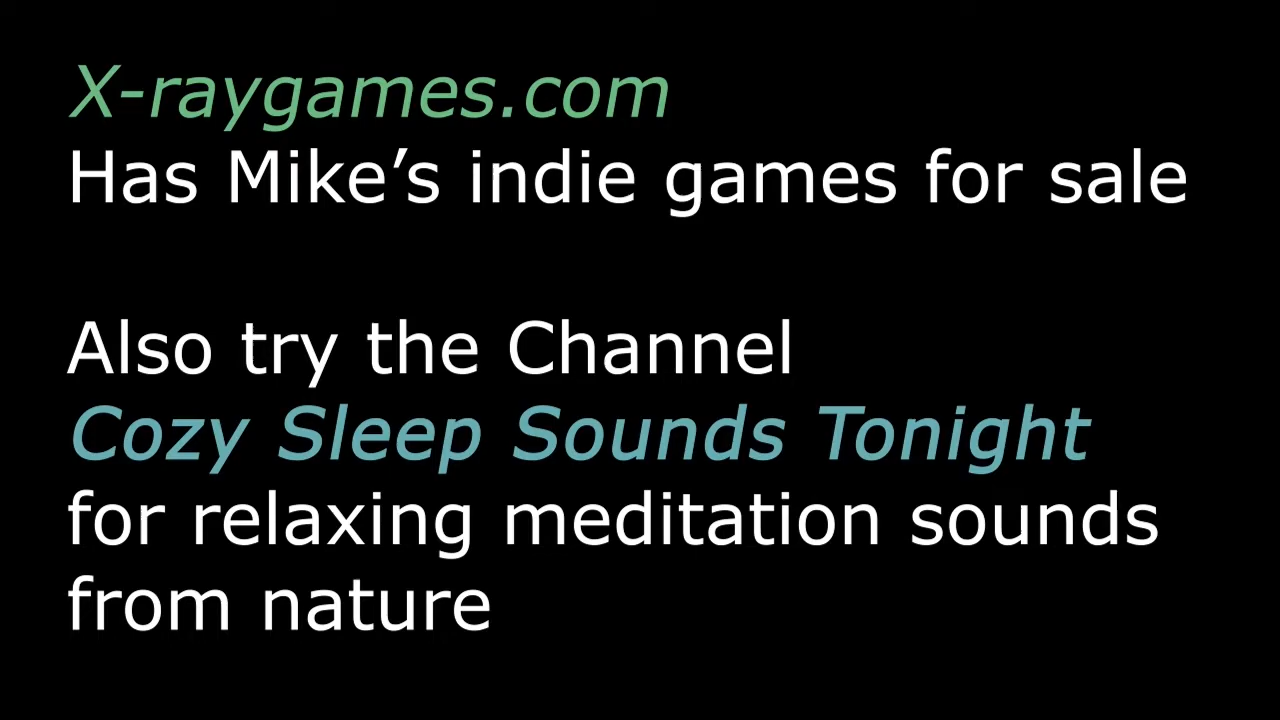 X-raygames.com
Has Mike’s indie games for sale
Also try the Channel
Cozy Sleep Sounds Tonight
for relaxing meditation sounds
from nature